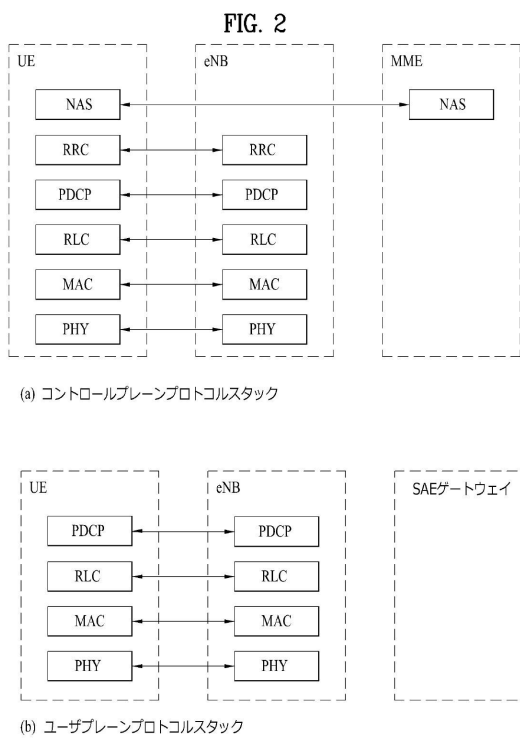 FIG. 2
UE eNB MME
NAS NAS
RRC RRC
PDCP PDCP
RLC RLC
MAC MAC
PHY PHY
(a) コントロールプレーンプロトコルスタック
UE eNB SAEゲートウェイ
PDCP PDCP
RLC RLC
MAC MAC
PHY PHY
(b) ユーザプレーンプロトコルスタック